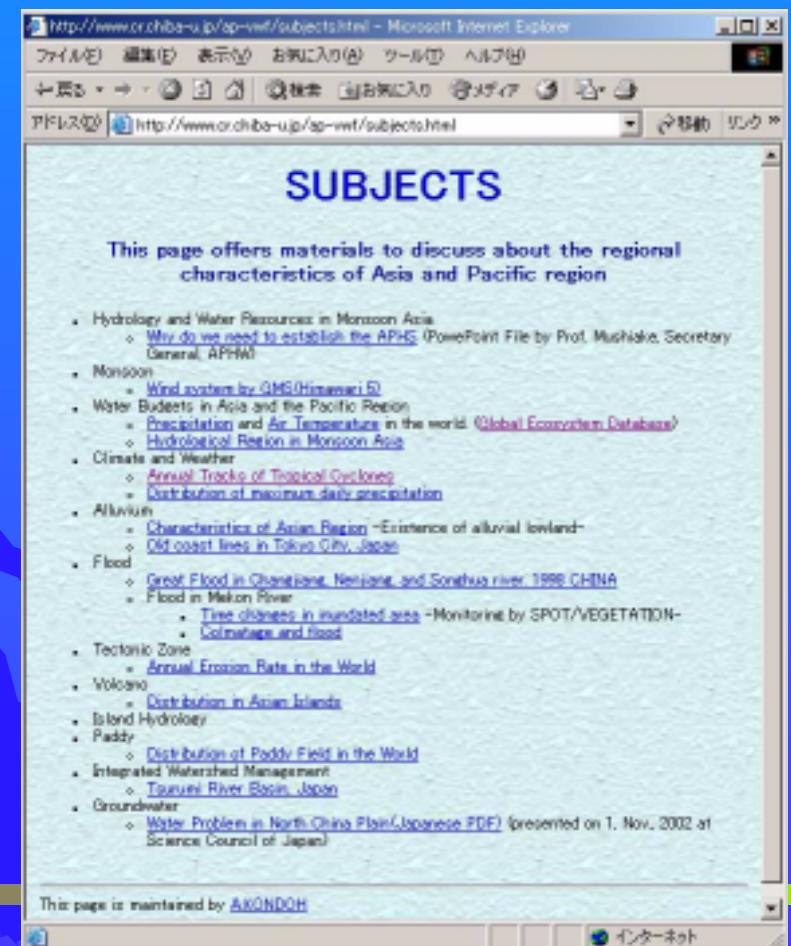 http://www.cr.chiba-u.jp/ap-vwf/subjects.html - Microsoft Internet Explorer
ファイル(F) 編集(E) 表示(V) お気に入り(A) ツール(T) ヘルプ(H)
戻る 検索 お気に入り メディア
アドレス(D) http://www.cr.chiba-u.jp/ap-vwf/subjects.html 移動 リンク »
SUBJECTS
This page offers materials to discuss about the regional
characteristics of Asia and Pacific region
Hydrology and Water Resources in Monsoon Asia
Why do we need to establish the APHS (PowePoint File by Prof. Mushiake, Secretary
General, APHW)
Monsoon
Wind system by GMS(Himawari 5)
Water Budgets in Asia and the Pacific Region
Precipitation and Air Temperature in the world. (Global Ecosystem Database)
Hydrological Region in Monsoon Asia
Climate and Weather
Annual Tracks of Tropical Cyclones
Distribution of maximum daily precipitation
Alluvium
Characteristics of Asian Region -Existence of alluvial lowland-
Old coast lines in Tokyo City, Japan
Flood
Great Flood in Changjiang, Nenjiang, and Songhua river, 1998 CHINA
Flood in Mekon River
Time changes in inundated area -Monitoring by SPOT/VEGETATION-
Colmatage and flood
Tectonic Zone
Annual Erosion Rate in the World
Volcano
Distribution in Asian Islands
Island Hydrology
Paddy
Distribution of Paddy Field in the World
Integrated Watershed Management
Tsurumi River Basin, Japan
Groundwater
Water Problem in North China Plain(Japanese PDF) (presented on 1, Nov., 2002 at
Science Council of Japan)
This page is maintained by AKONDOH
インターネット